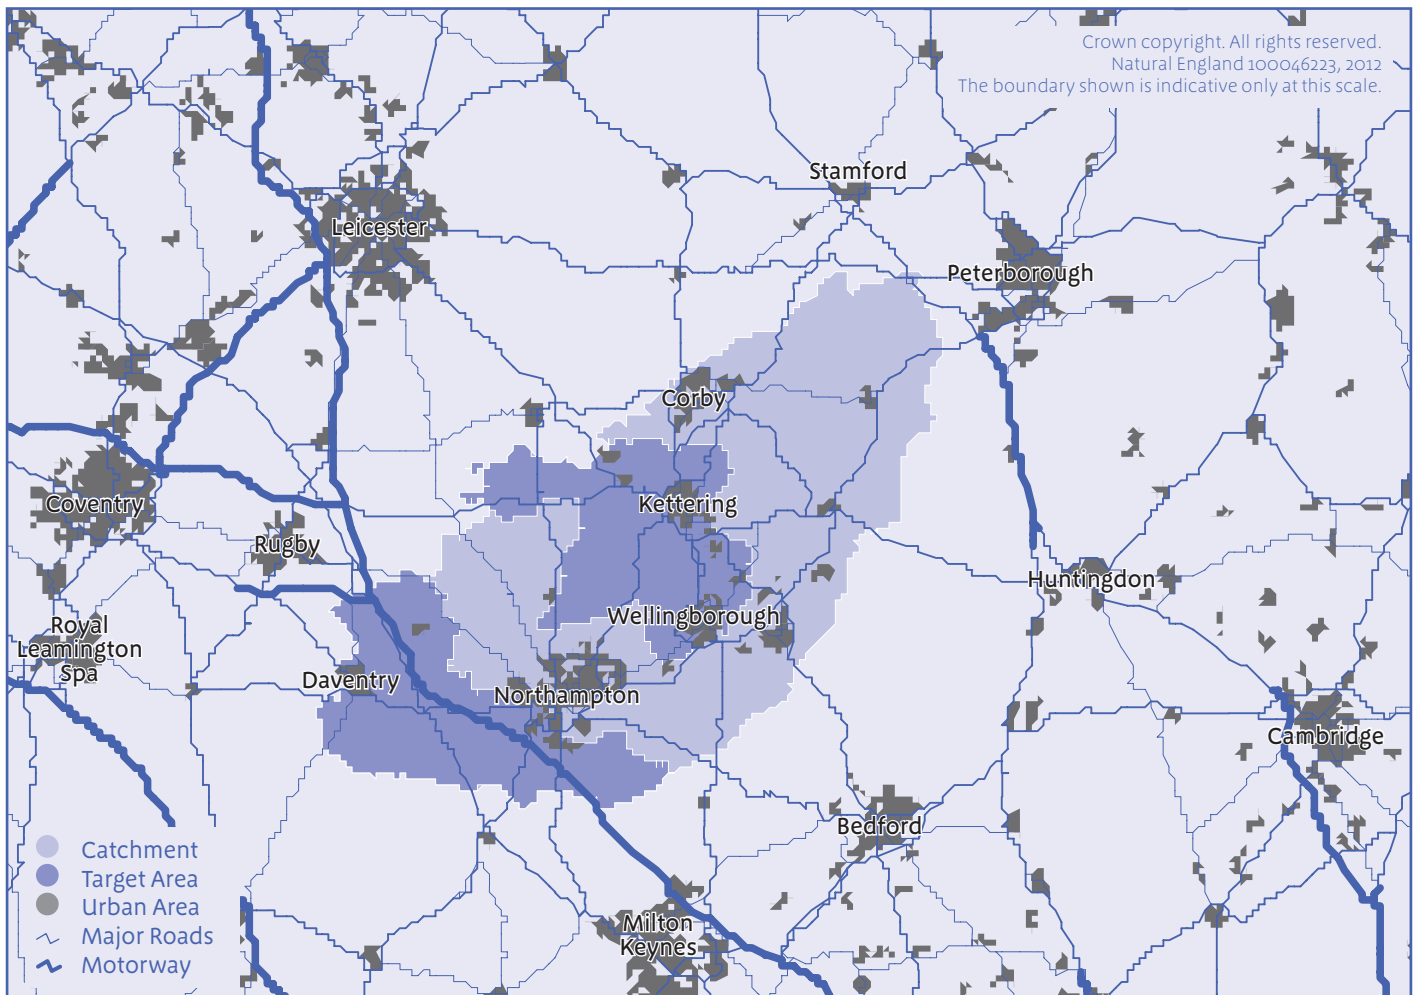 Crown copyright. All rights reserved.
Natural England 100046223, 2012
The boundary shown is indicative only at this scale.
Stamford
Leicester
Peterborough
Corby
Coventry
Kettering
Rugby
Huntingdon
Royal
Leamington
Spa
Wellingborough
Daventry
Northampton
Cambridge
Bedford
Milton
Keynes
Catchment
Target Area
Urban Area
Major Roads
Motorway